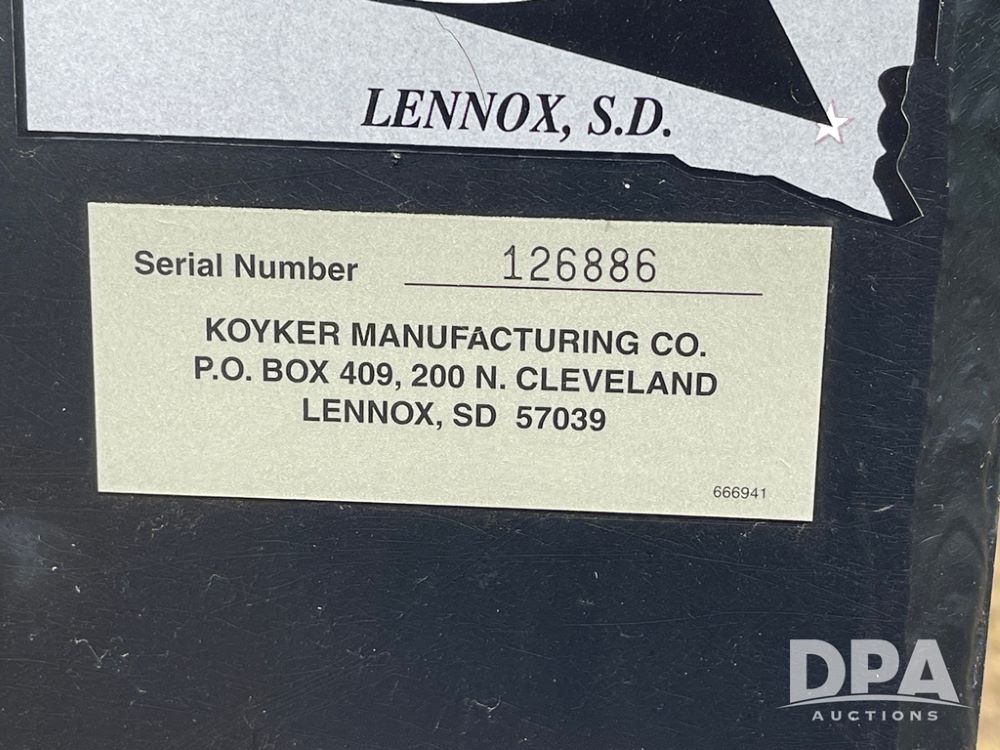 LENNOX, S.D.
Serial Number 126886
KOYKER MANUFACTURING CO.
P.O. BOX 409, 200 N. CLEVELAND
LENNOX, SD 57039
666941
DPA
AUCTIONS